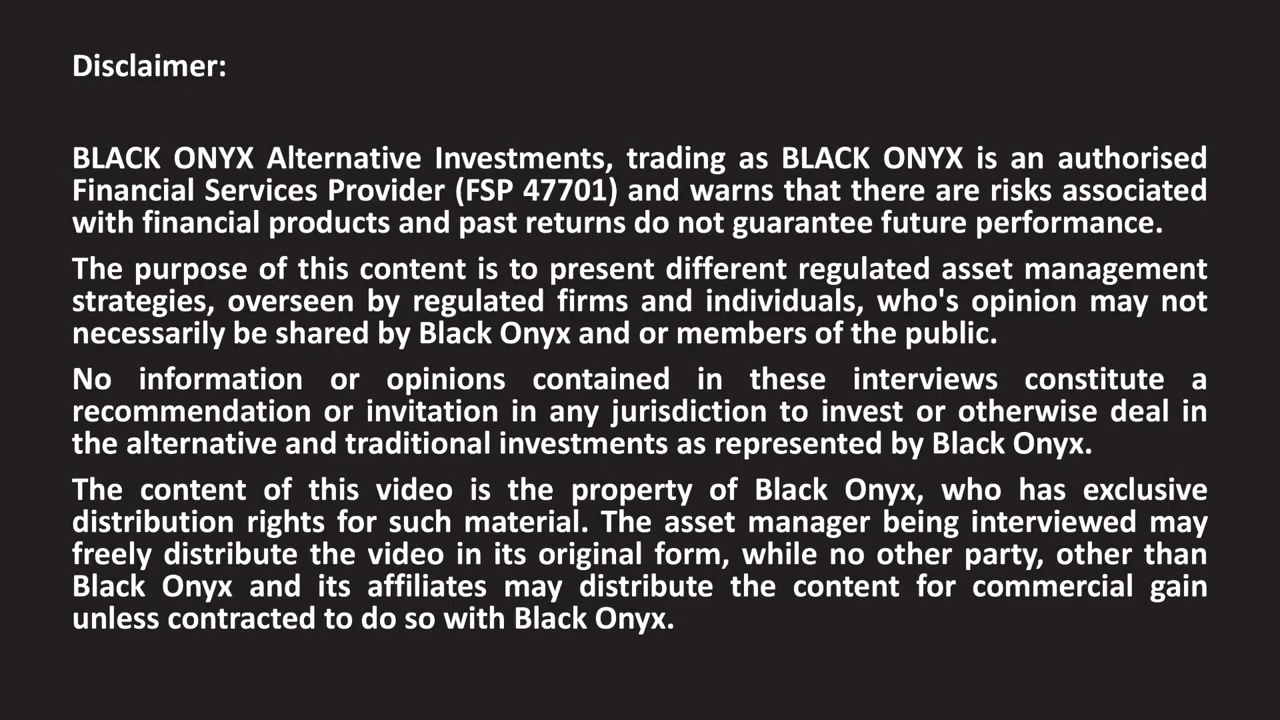 Disclaimer:
BLACK ONYX Alternative Investments, trading as BLACK ONYX is an authorised
Financial Services Provider (FSP 47701) and warns that there are risks associated
with financial products and past returns do not guarantee future performance.
The purpose of this content is to present different regulated asset management
strategies, overseen by regulated firms and individuals, who's opinion may not
necessarily be shared by Black Onyx and or members of the public.
No information or opinions contained in these interviews constitute a
recommendation or invitation in any jurisdiction to invest or otherwise deal in
the alternative and traditional investments as represented by Black Onyx.
The content of this video is the property of Black Onyx, who has exclusive
distribution rights for such material. The asset manager being interviewed may
freely distribute the video in its original form, while no other party, other than
Black Onyx and its affiliates may distribute the content for commercial gain
unless contracted to do so with Black Onyx.